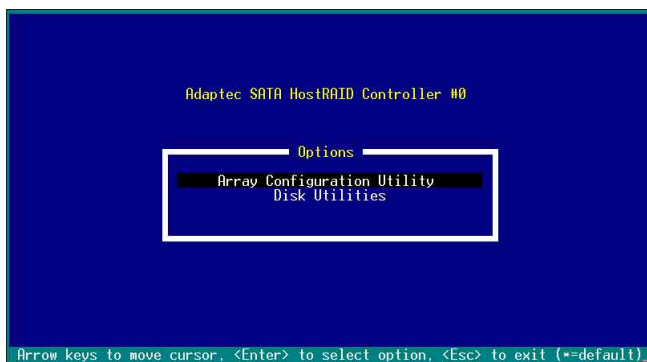 Adaptec SATA HostRAID Controller #0
Options
Array Configuration Utility
Disk Utilities
Arrow keys to move cursor, <Enter> to select option, <Esc> to exit (*=default)